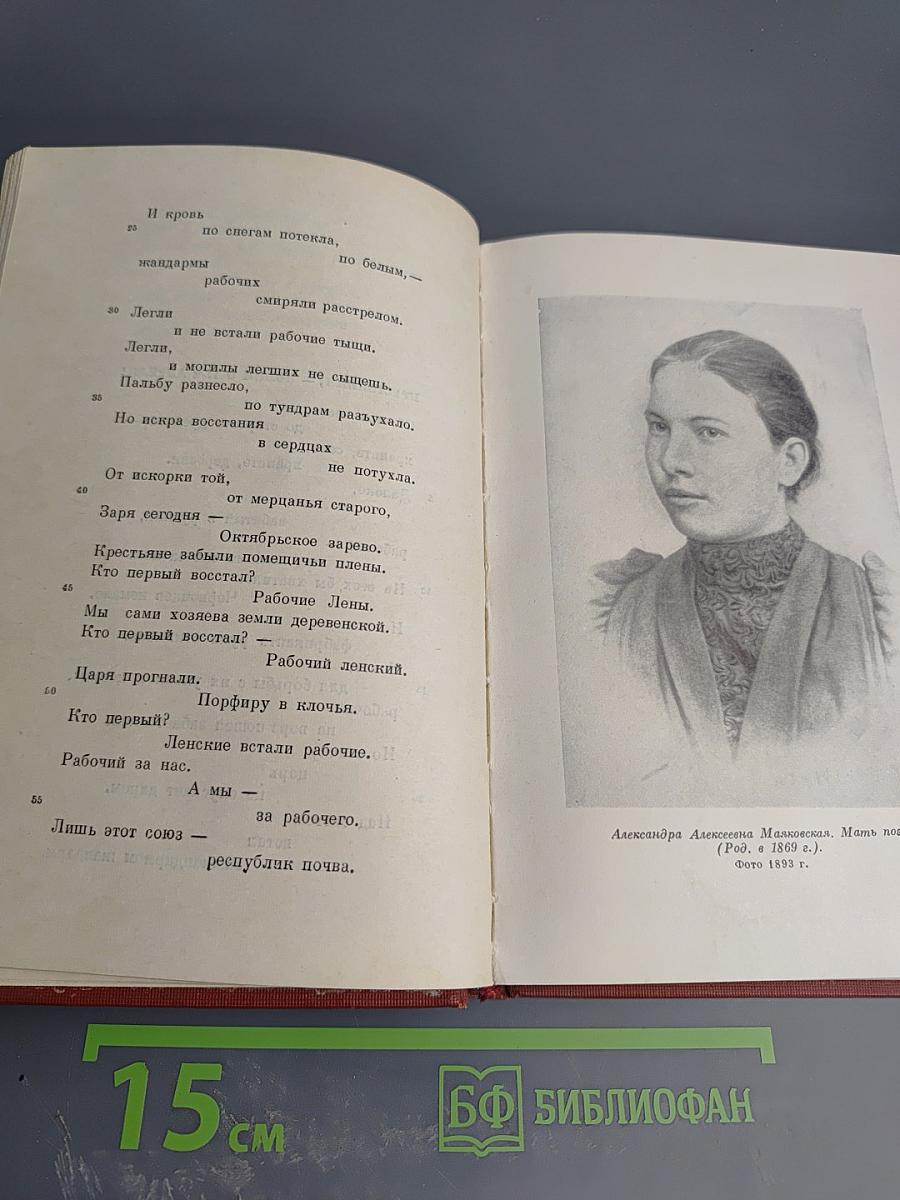 И кровь
25 по снегам потекла,
по белым,—
жандармы
рабочих
смиряли расстрелом.
30 Легли
и не встали рабочие тыщи.
Легли,
и могилы легших не сыщешь.
Пальбу разнесло,
35 по тундрам разъухало.
Но искра восстания
в сердцах
не потухла.
От искорки той,
40 от мерцанья старого,
Заря сегодня —
Октябрьское зарево.
Крестьяне забыли помещичьи плены.
Кто первый восстал?
45 Рабочие Лены.
Мы сами хозяева земли деревенской.
Кто первый восстал? —
Рабочий ленский.
Царя прогнали.
50 Порфиру в клочья.
Кто первый?
Ленские встали рабочие.
Рабочий за нас.
А мы —
55 за рабочего.
Лишь этот союз —
республик почва.
Александра Алексеевна Маяковская. Мать
(Род. в 1869 г.).
Фото 1893 г.
15 см
БФ БИБЛИОФАН